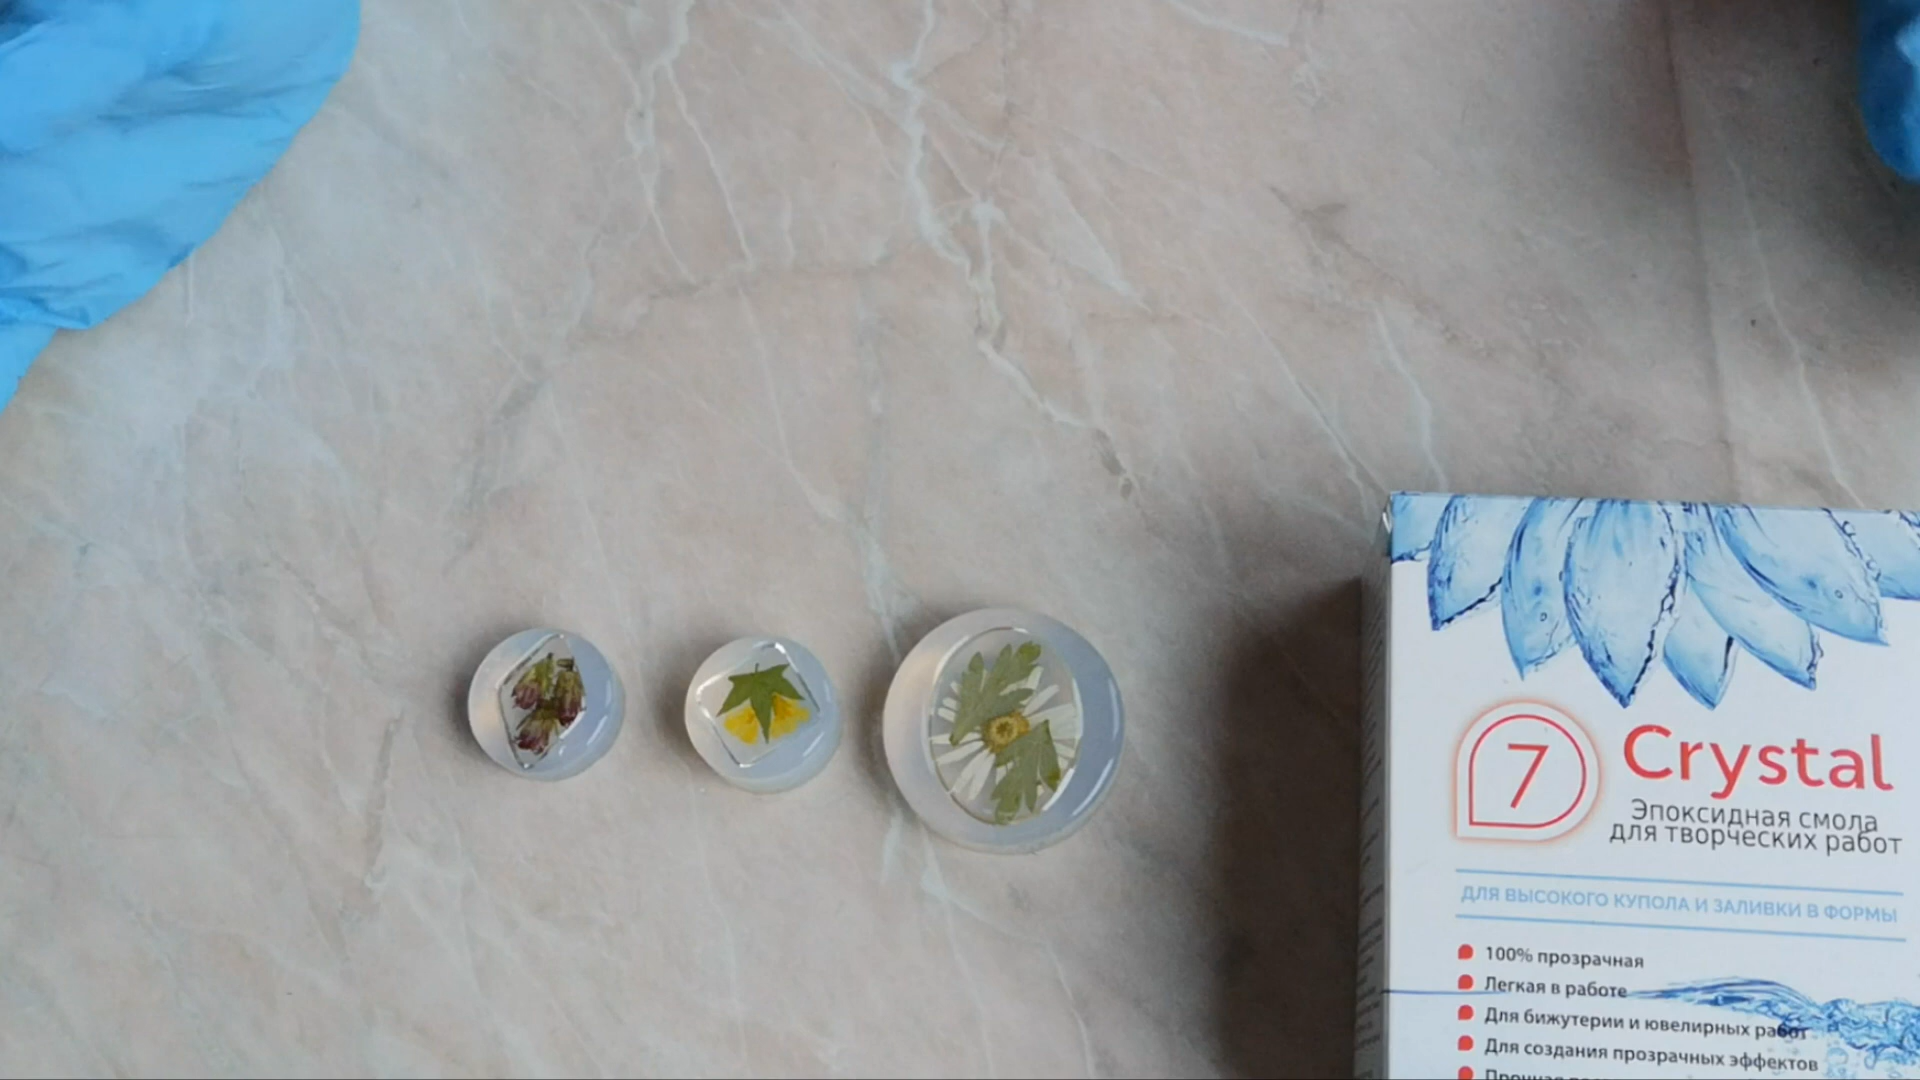 7
Crystal
Эпоксидная смола
для творческих работ
ДЛЯ ВЫСОКОГО КУПОЛА И ЗАЛИВКИ В ФОРМЫ
100% прозрачная
Легкая в работе
Для бижутерии и ювелирных работ
Для создания прозрачных эффектов